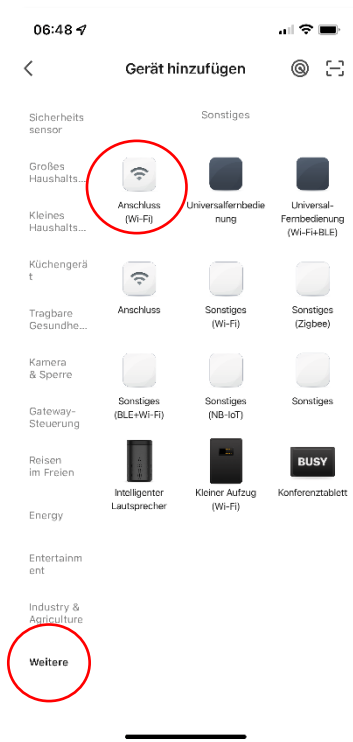 06:48
Gerät hinzufügen
Sicherheits
sensor
Großes
Haushalts...
Kleines
Haushalts...
Küchengerä
t
Tragbare
Gesundhe...
Kamera
& Sperre
Gateway-
Steuerung
Reisen
im Freien
Energy
Entertainm
ent
Industry &
Agriculture
Weitere
Sonstiges
Anschluss
(Wi-Fi)
Universalfernbedie
nung
Universal-
Fernbedienung
(Wi-Fi+BLE)
Anschluss
Sonstiges
(Wi-Fi)
Sonstiges
(Zigbee)
Sonstiges
(BLE+Wi-Fi)
Sonstiges
(NB-IoT)
Sonstiges
Intelligenter
Lautsprecher
Kleiner Aufzug
(Wi-Fi)
BUSY
Konferenztablett